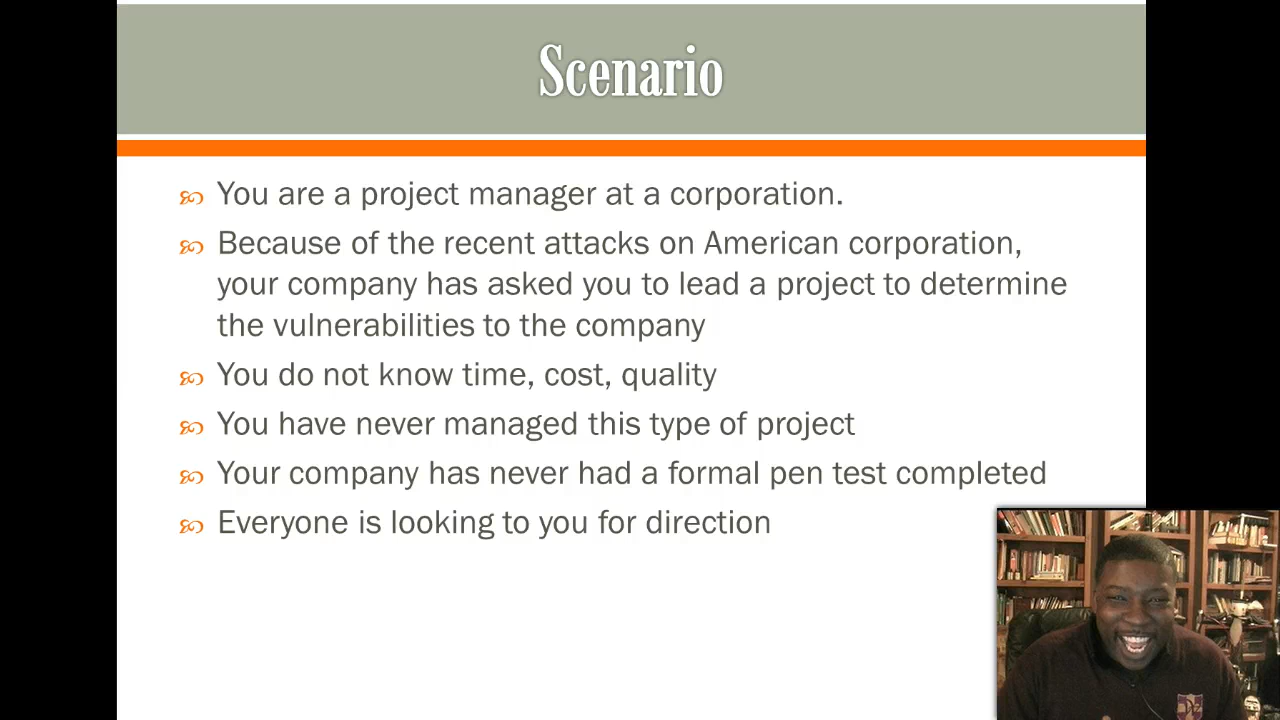 Scenario
You are a project manager at a corporation.
Because of the recent attacks on American corporation,
your company has asked you to lead a project to determine
the vulnerabilities to the company
You do not know time, cost, quality
You have never managed this type of project
Your company has never had a formal pen test completed
Everyone is looking to you for direction